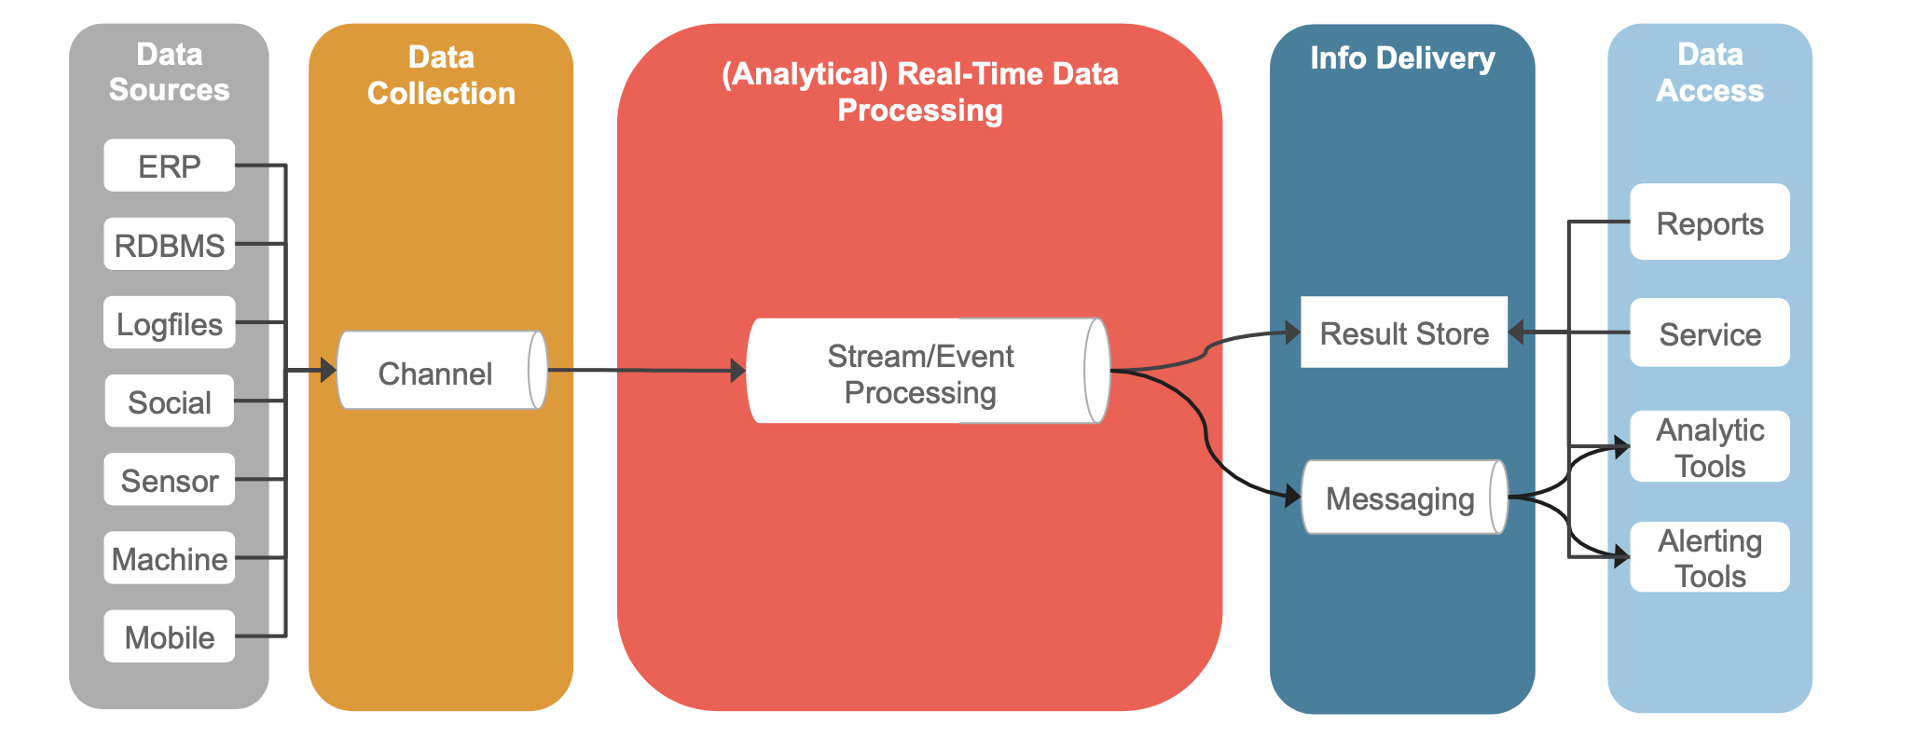 Data
Sources
ERP
RDBMS
Logfiles
Social
Sensor
Machine
Mobile
Data
Collection
Channel
(Analytical) Real-Time Data
Processing
Stream/Event
Processing
Info Delivery
Result Store
Messaging
Data
Access
Reports
Service
Analytic
Tools
Alerting
Tools